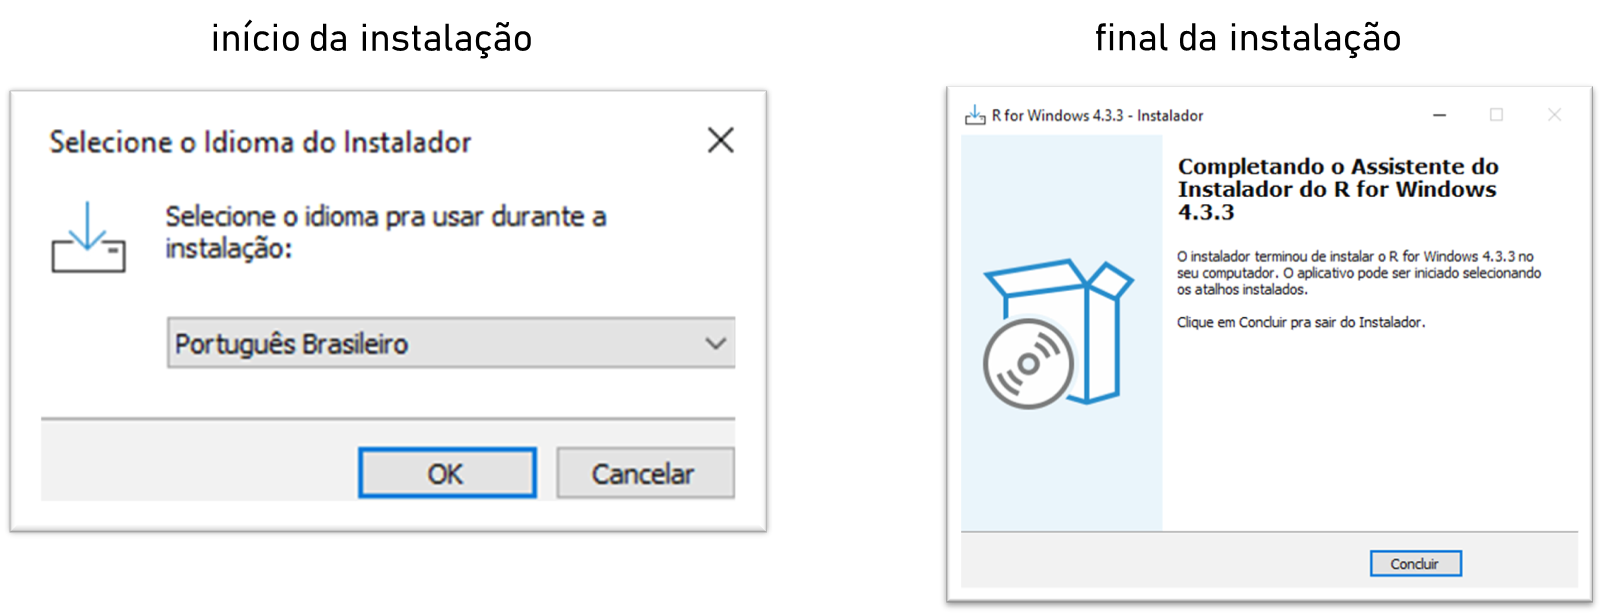 início da instalação
Selecione o Idioma do Instalador
Selecione o idioma pra usar durante a
instalação:
Português Brasileiro
OK
Cancelar
final da instalação
R for Windows 4.3.3 - Instalador
Completando o Assistente do
Instalador do R for Windows
4.3.3
O instalador terminou de instalar o R for Windows 4.3.3 no
seu computador. O aplicativo pode ser iniciado selecionando
os atalhos instalados.
Clique em Concluir pra sair do Instalador.
Concluir